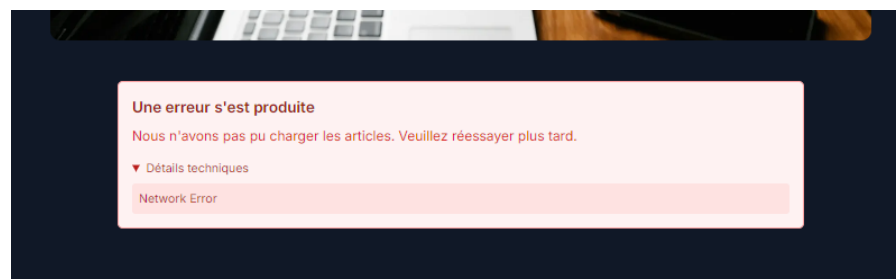 Une erreur s'est produite
Nous n'avons pas pu charger les articles. Veuillez réessayer plus tard.
▼ Détails techniques
Network Error